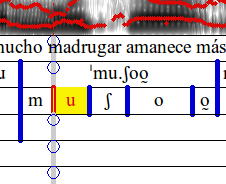 mucho madrugar amanece más
u ˈmu.ʃoo̯
m u ʃ o o̯